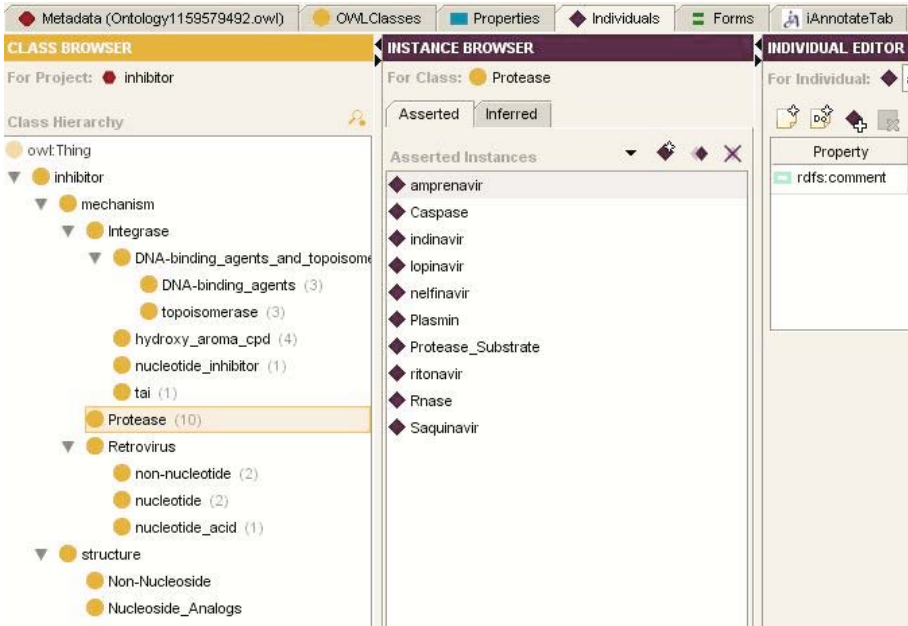 Metadata (Ontology1159579492.owl)
OWLClasses
Properties
Individuals
Forms
iAnnotateTab
CLASS BROWSER
For Project: inhibitor
Class Hierarchy
owl:Thing
inhibitor
mechanism
Integrase
DNA-binding_agents_and_topoisome
DNA-binding_agents (3)
topoisomerase (3)
hydroxy_aroma_cpd (4)
nucleotide_inhibitor (1)
tai (1)
Protease (10)
Retrovirus
non-nucleotide (2)
nucleotide (2)
nucleotide_acid (1)
structure
Non-Nucleoside
Nucleoside_Analogs
INSTANCE BROWSER
For Class: Protease
Asserted
Inferred
Asserted Instances
amprenavir
Caspase
indinavir
lopinavir
nelfinavir
Plasmin
Protease_Substrate
ritonavir
Rnase
Saquinavir
INDIVIDUAL EDITOR
For Individual:
Property
rdfs:comment